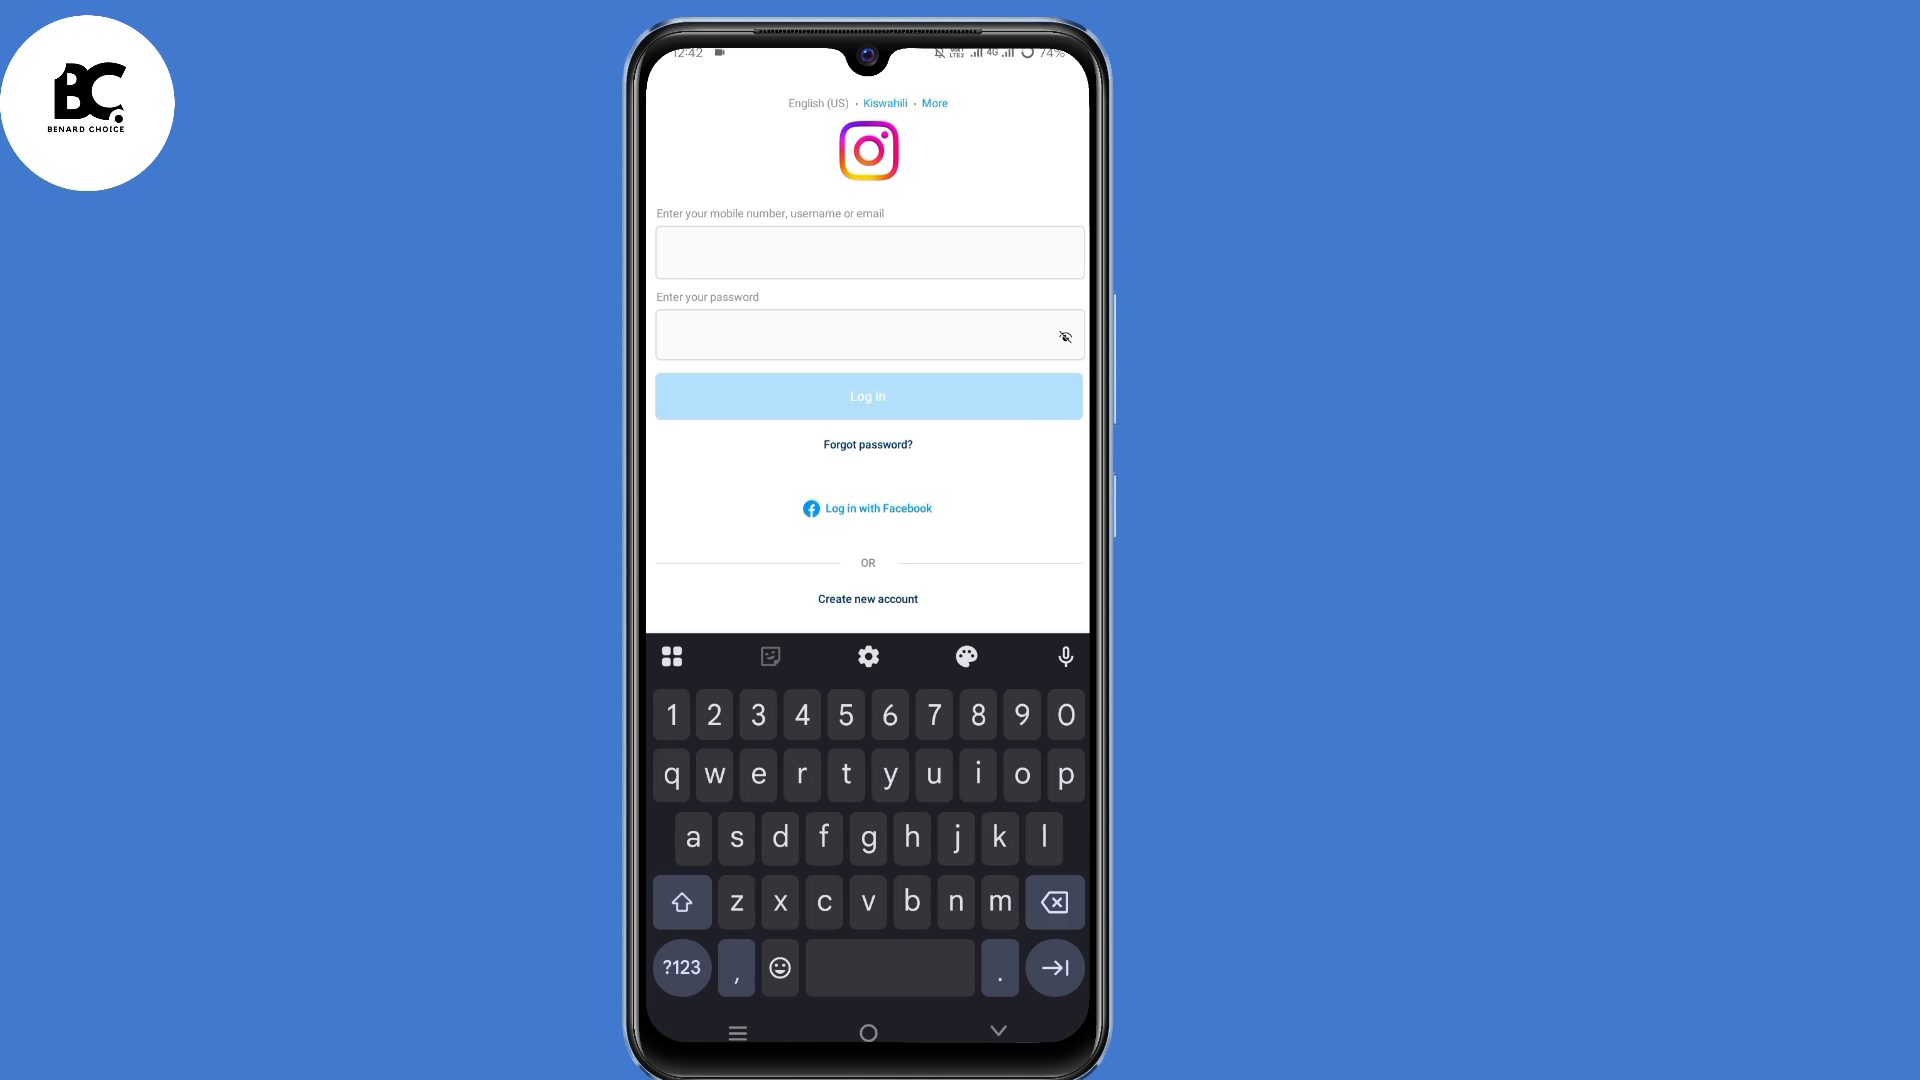 BC.
BENARD CHOICE
12:42 4G 74%
English (US) · Kiswahili · More
Enter your mobile number, username or email
Enter your password
Log in
Forgot password?
Log in with Facebook
OR
Create new account
1 2 3 4 5 6 7 8 9 0
q w e r t y u i o p
a s d f g h j k l
z x c v b n m
?123 , .